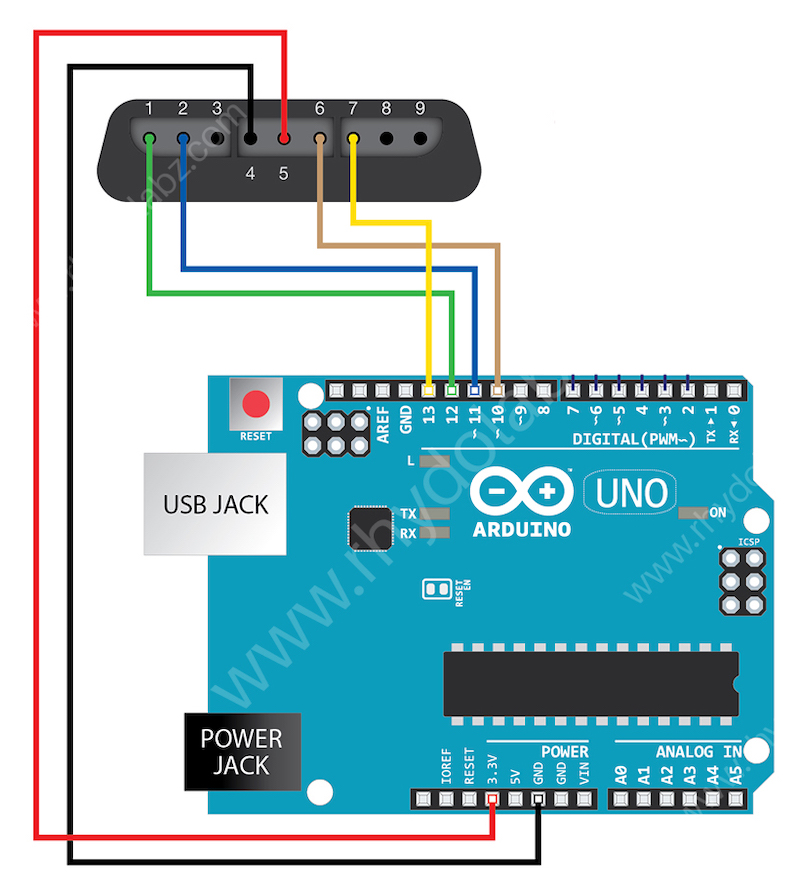 1 2 3 6 7 8 9
4 5
AREF GND 13 12 ~11 ~10 ~9 8 7 ~6 ~5 4 ~3 2 TX▶1 RX◀0
RESET
DIGITAL(PWM~)
L
USB JACK
TX
RX
™
UNO
ARDUINO
ON
ICSP
RESET EN
www.rhydolabz.com
POWER
JACK
POWER
ANALOG IN
IOREF RESET 3.3V 5V GND GND VIN A0 A1 A2 A3 A4 A5